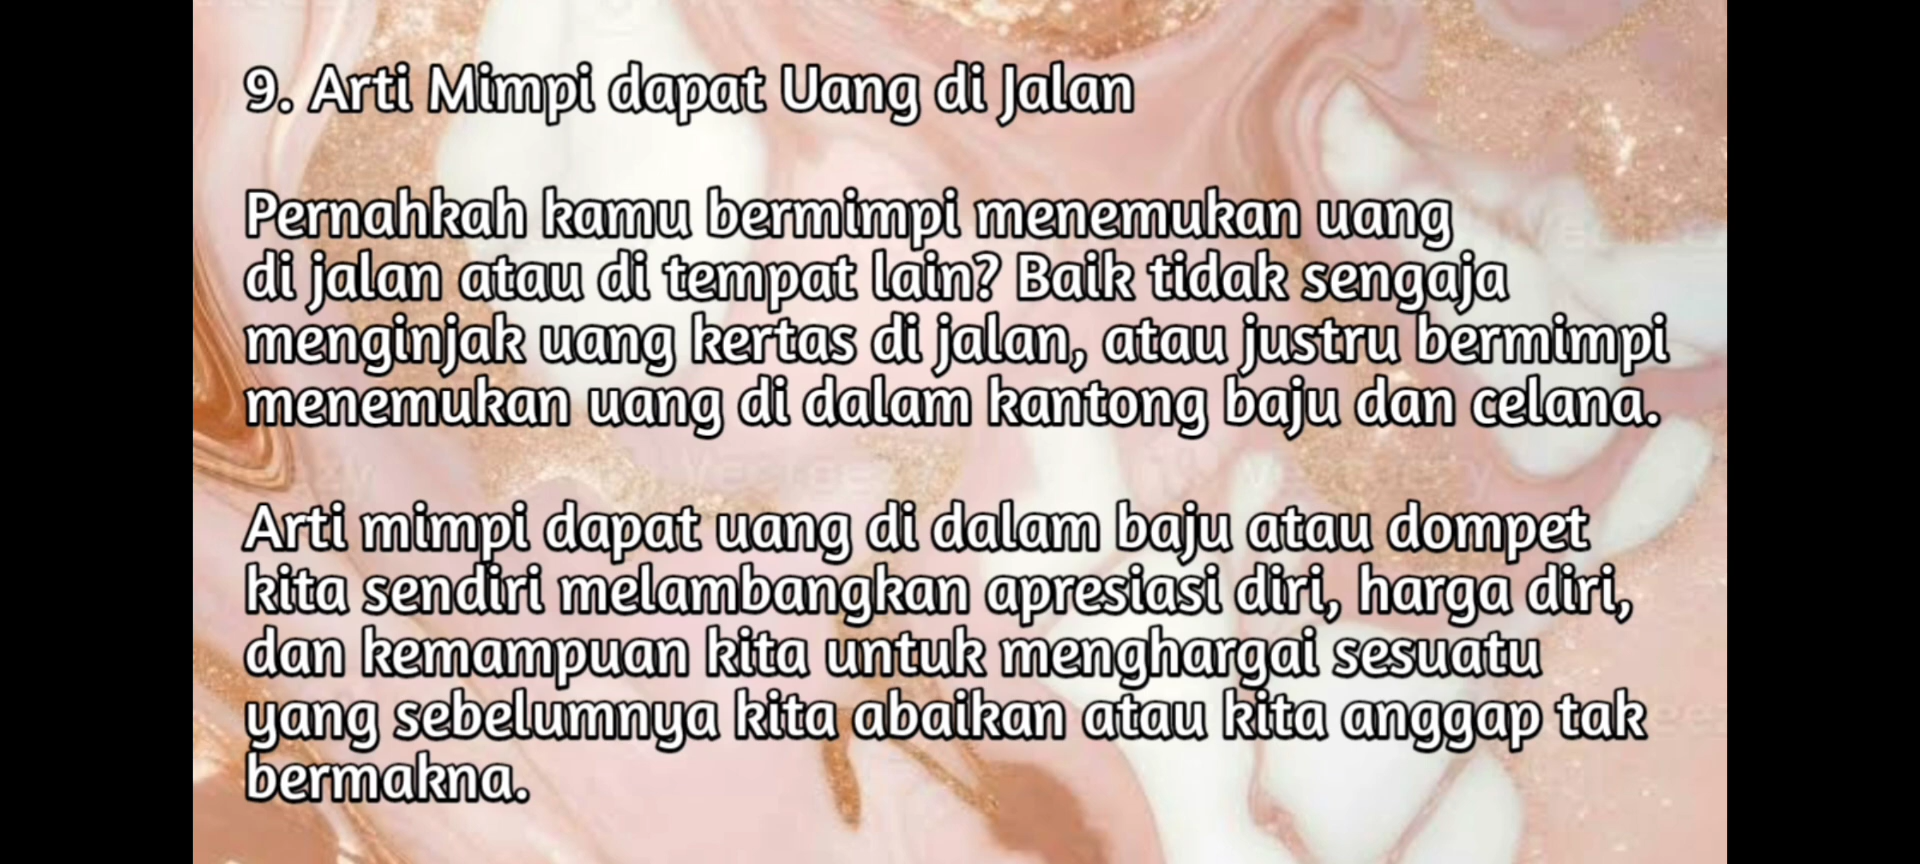 9. Arti Mimpi dapat Uang di Jalan
Pernahkah kamu bermimpi menemukan uang
di jalan atau di tempat lain? Baik tidak sengaja
menginjak uang kertas di jalan, atau justru bermimpi
menemukan uang di dalam kantong baju dan celana.
Arti mimpi dapat uang di dalam baju atau dompet
kita sendiri melambangkan apresiasi diri, harga diri,
dan kemampuan kita untuk menghargai sesuatu
yang sebelumnya kita abaikan atau kita anggap tak
bermakna.